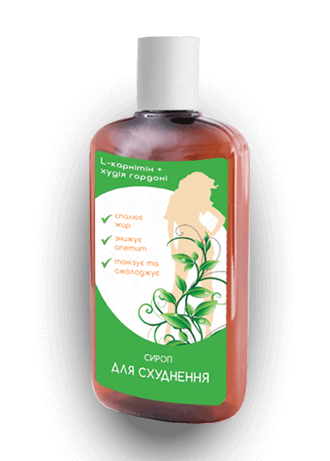 L-карнітін +
худія гордоні
спалює
жир
знижує
апетит
тонізує та
омолоджує
СИРОП
ДЛЯ СХУДНЕННЯ